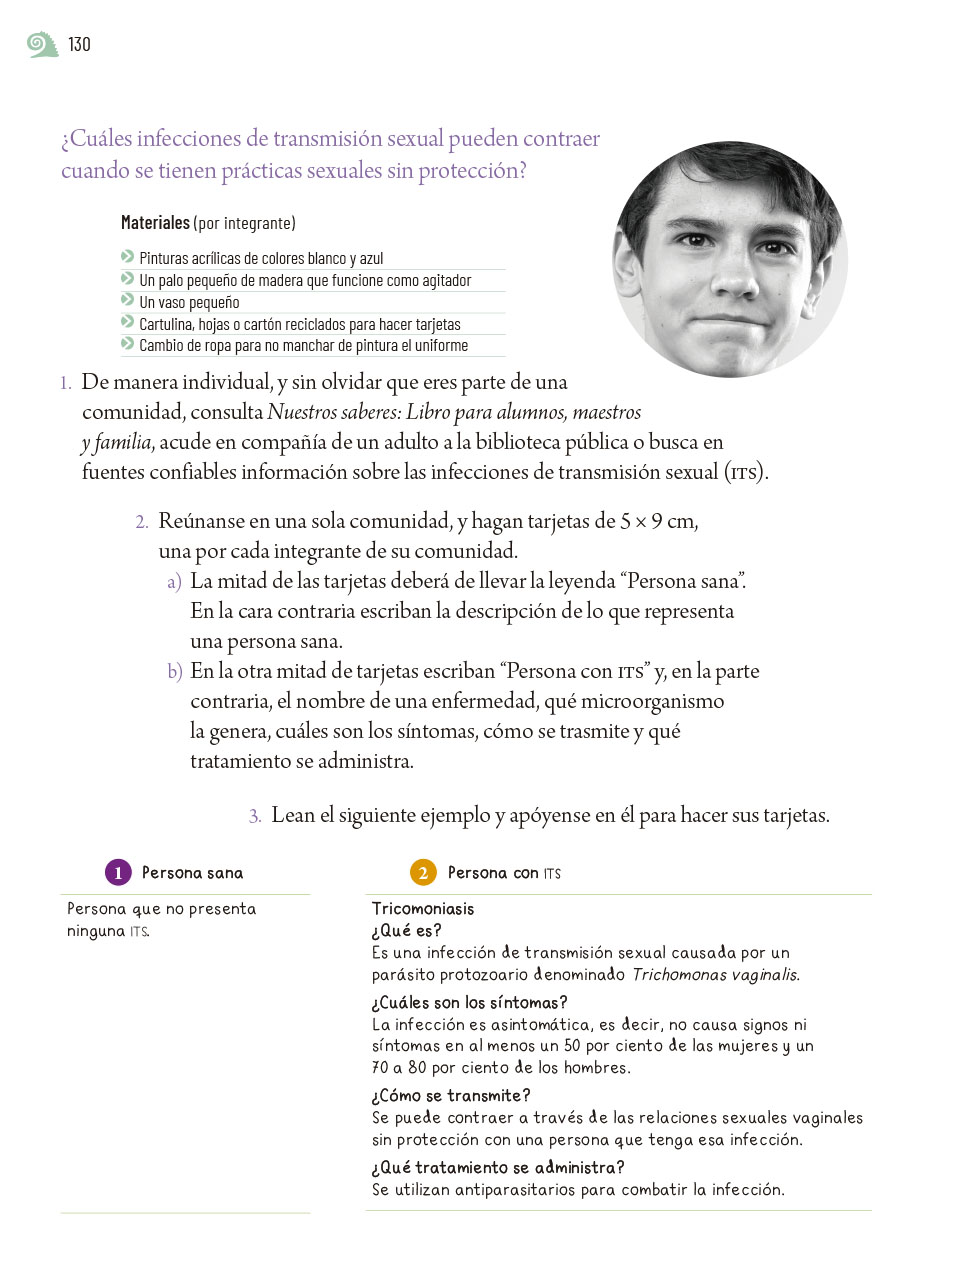 130
¿Cuáles infecciones de transmisión sexual pueden contraer
cuando se tienen prácticas sexuales sin protección?
Materiales (por integrante)
Pinturas acrílicas de colores blanco y azul
Un palo pequeño de madera que funcione como agitador
Un vaso pequeño
Cartulina, hojas o cartón reciclados para hacer tarjetas
Cambio de ropa para no manchar de pintura el uniforme
1. De manera individual, y sin olvidar que eres parte de una
comunidad, consulta Nuestros saberes: Libro para alumnos, maestros
y familia, acude en compañía de un adulto a la biblioteca pública o busca en
fuentes confiables información sobre las infecciones de transmisión sexual (ITS).
2. Reúnanse en una sola comunidad, y hagan tarjetas de 5 × 9 cm,
una por cada integrante de su comunidad.
a) La mitad de las tarjetas deberá de llevar la leyenda “Persona sana”.
En la cara contraria escriban la descripción de lo que representa
una persona sana.
b) En la otra mitad de tarjetas escriban “Persona con ITS” y, en la parte
contraria, el nombre de una enfermedad, qué microorganismo
la genera, cuáles son los síntomas, cómo se trasmite y qué
tratamiento se administra.
3. Lean el siguiente ejemplo y apóyense en él para hacer sus tarjetas.
1 Persona sana
Persona que no presenta
ninguna ITS.
2 Persona con ITS
Tricomoniasis
¿Qué es?
Es una infección de transmisión sexual causada por un
parásito protozoario denominado Trichomonas vaginalis.
¿Cuáles son los síntomas?
La infección es asintomática, es decir, no causa signos ni
síntomas en al menos un 50 por ciento de las mujeres y un
70 a 80 por ciento de los hombres.
¿Cómo se transmite?
Se puede contraer a través de las relaciones sexuales vaginales
sin protección con una persona que tenga esa infección.
¿Qué tratamiento se administra?
Se utilizan antiparasitarios para combatir la infección.